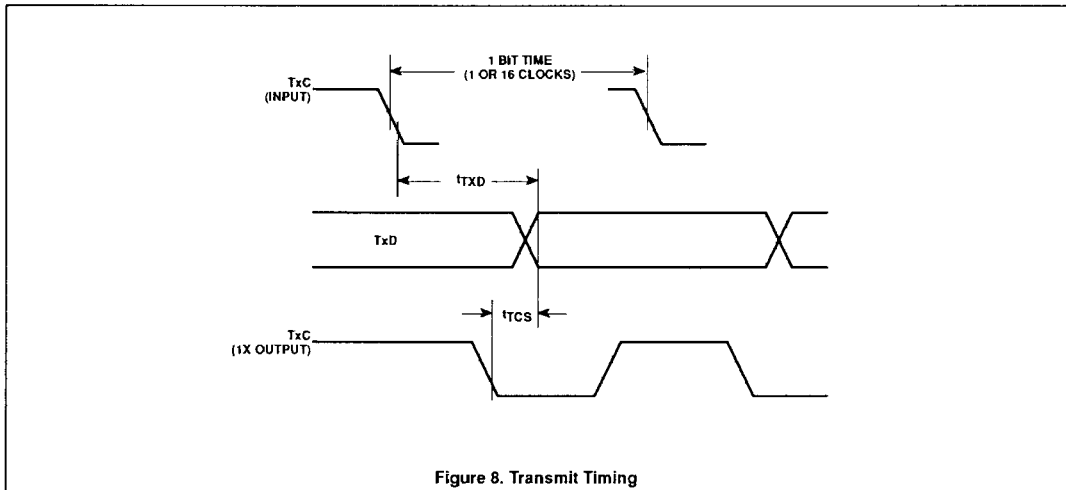 1 BIT TIME
(1 OR 16 CLOCKS)
TxC
(INPUT)
tTXD
TxD
tTCS
TxC
(1X OUTPUT)
Figure 8. Transmit Timing